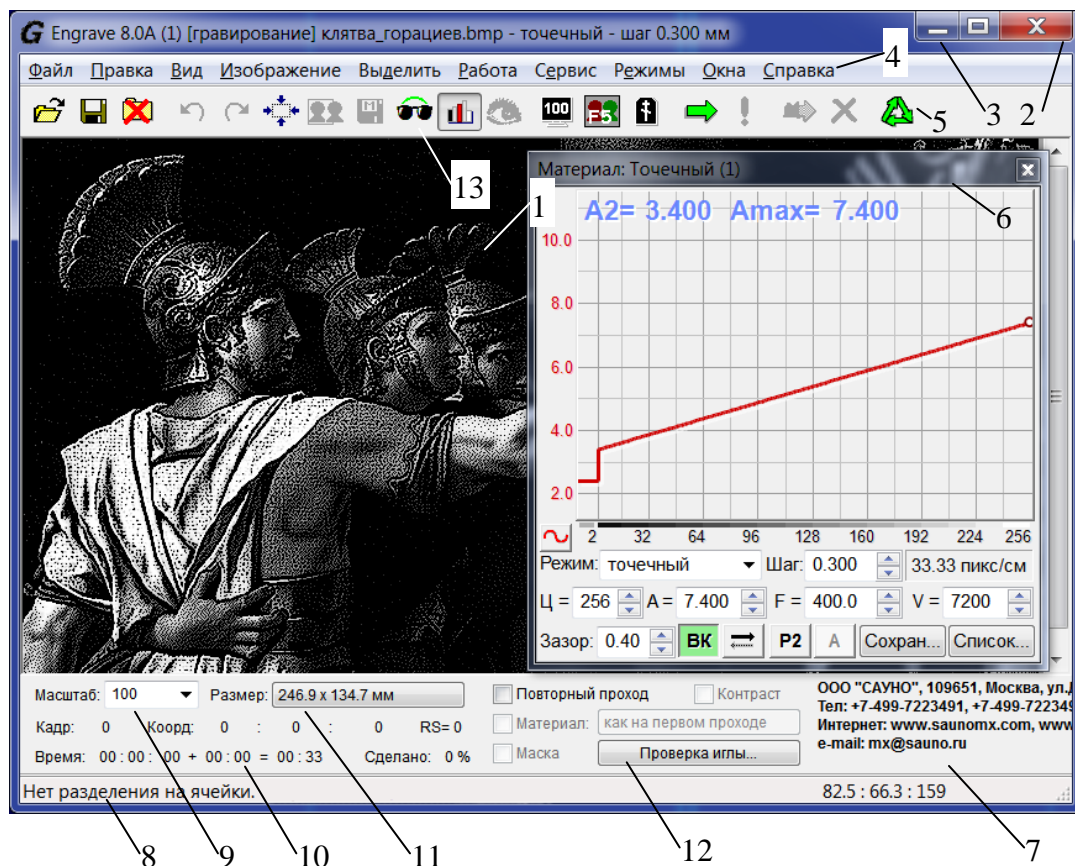 Engrave 8.0A (1) [гравирование] клятва_горациев.bmp - точечный - шаг 0.300 мм
Файл Правка Вид Изображение Выделить Работа Сервис Режимы Окна Справка
4
3
2
100
F5
5
13
1
Материал: Точечный (1)
6
A2= 3.400 Amax= 7.400
10.0
8.0
6.0
4.0
2.0
2 32 64 96 128 160 192 224 256
Режим: точечный Шаг: 0.300 33.33 пикс/см
Ц = 256 A = 7.400 F = 400.0 V = 7200
Зазор: 0.40 ВК P2 A Сохран... Список...
Масштаб: 100 Размер: 246.9 x 134.7 мм
Кадр: 0 Коорд: 0 : 0 : 0 RS= 0
Время: 00 : 00 : 00 + 00 : 00 = 00 : 33 Сделано: 0 %
Повторный проход Контраст
Материал: как на первом проходе
Маска Проверка иглы...
ООО "САУНО", 109651, Москва, ул.
Тел: +7-499-7223491, +7-499-72234
Интернет: www.saunomx.com, www
e-mail: mx@sauno.ru
Нет разделения на ячейки. 82.5 : 66.3 : 159
8
9
10
11
12
7